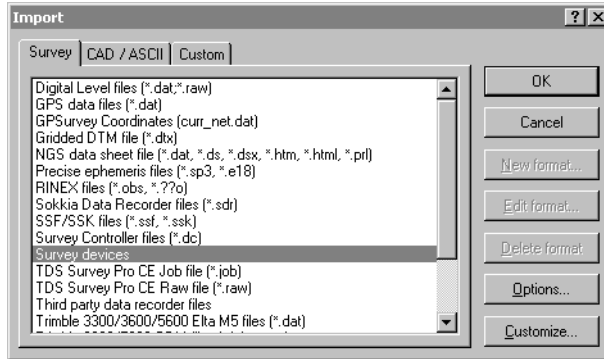 Import
Survey
CAD / ASCII
Custom
Digital Level files (*.dat;*.raw)
GPS data files (*.dat)
GPSurvey Coordinates (curr_net.dat)
Gridded DTM file (*.dtx)
NGS data sheet file (*.dat, *.ds, *.dsx, *.htm, *.html, *.prl)
Precise ephemeris files (*.sp3, *.e18)
RINEX files (*.obs, *.??o)
Sokkia Data Recorder files (*.sdr)
SSF/SSK files (*.ssf, *.ssk)
Survey Controller files (*.dc)
Survey devices
TDS Survey Pro CE Job file (*.job)
TDS Survey Pro CE Raw file (*.raw)
Third party data recorder files
Trimble 3300/3600/5600 Elta M5 files (*.dat)
OK
Cancel
New format...
Edit format...
Delete format
Options...
Customize...